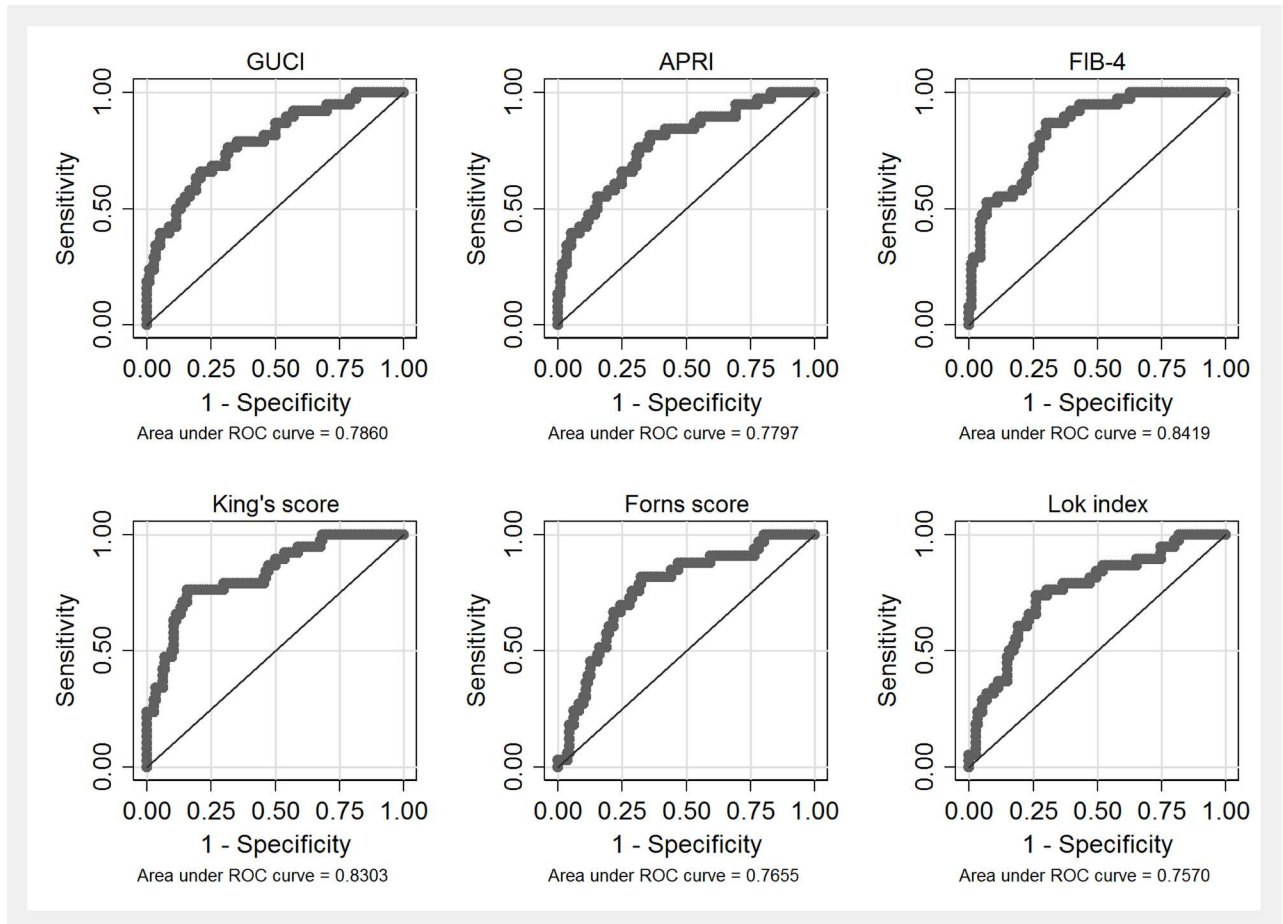 GUCI
1.00
0.50
0.00
Sensitivity
0.00 0.25 0.50 0.75 1.00
1 - Specificity
Area under ROC curve = 0.7860
APRI
1.00
0.50
0.00
Sensitivity
0.00 0.25 0.50 0.75 1.00
1 - Specificity
Area under ROC curve = 0.7797
FIB-4
1.00
0.50
0.00
Sensitivity
0.00 0.25 0.50 0.75 1.00
1 - Specificity
Area under ROC curve = 0.8419
King's score
1.00
0.50
0.00
Sensitivity
0.00 0.25 0.50 0.75 1.00
1 - Specificity
Area under ROC curve = 0.8303
Forns score
1.00
0.50
0.00
Sensitivity
0.00 0.25 0.50 0.75 1.00
1 - Specificity
Area under ROC curve = 0.7655
Lok index
1.00
0.50
0.00
Sensitivity
0.00 0.25 0.50 0.75 1.00
1 - Specificity
Area under ROC curve = 0.7570